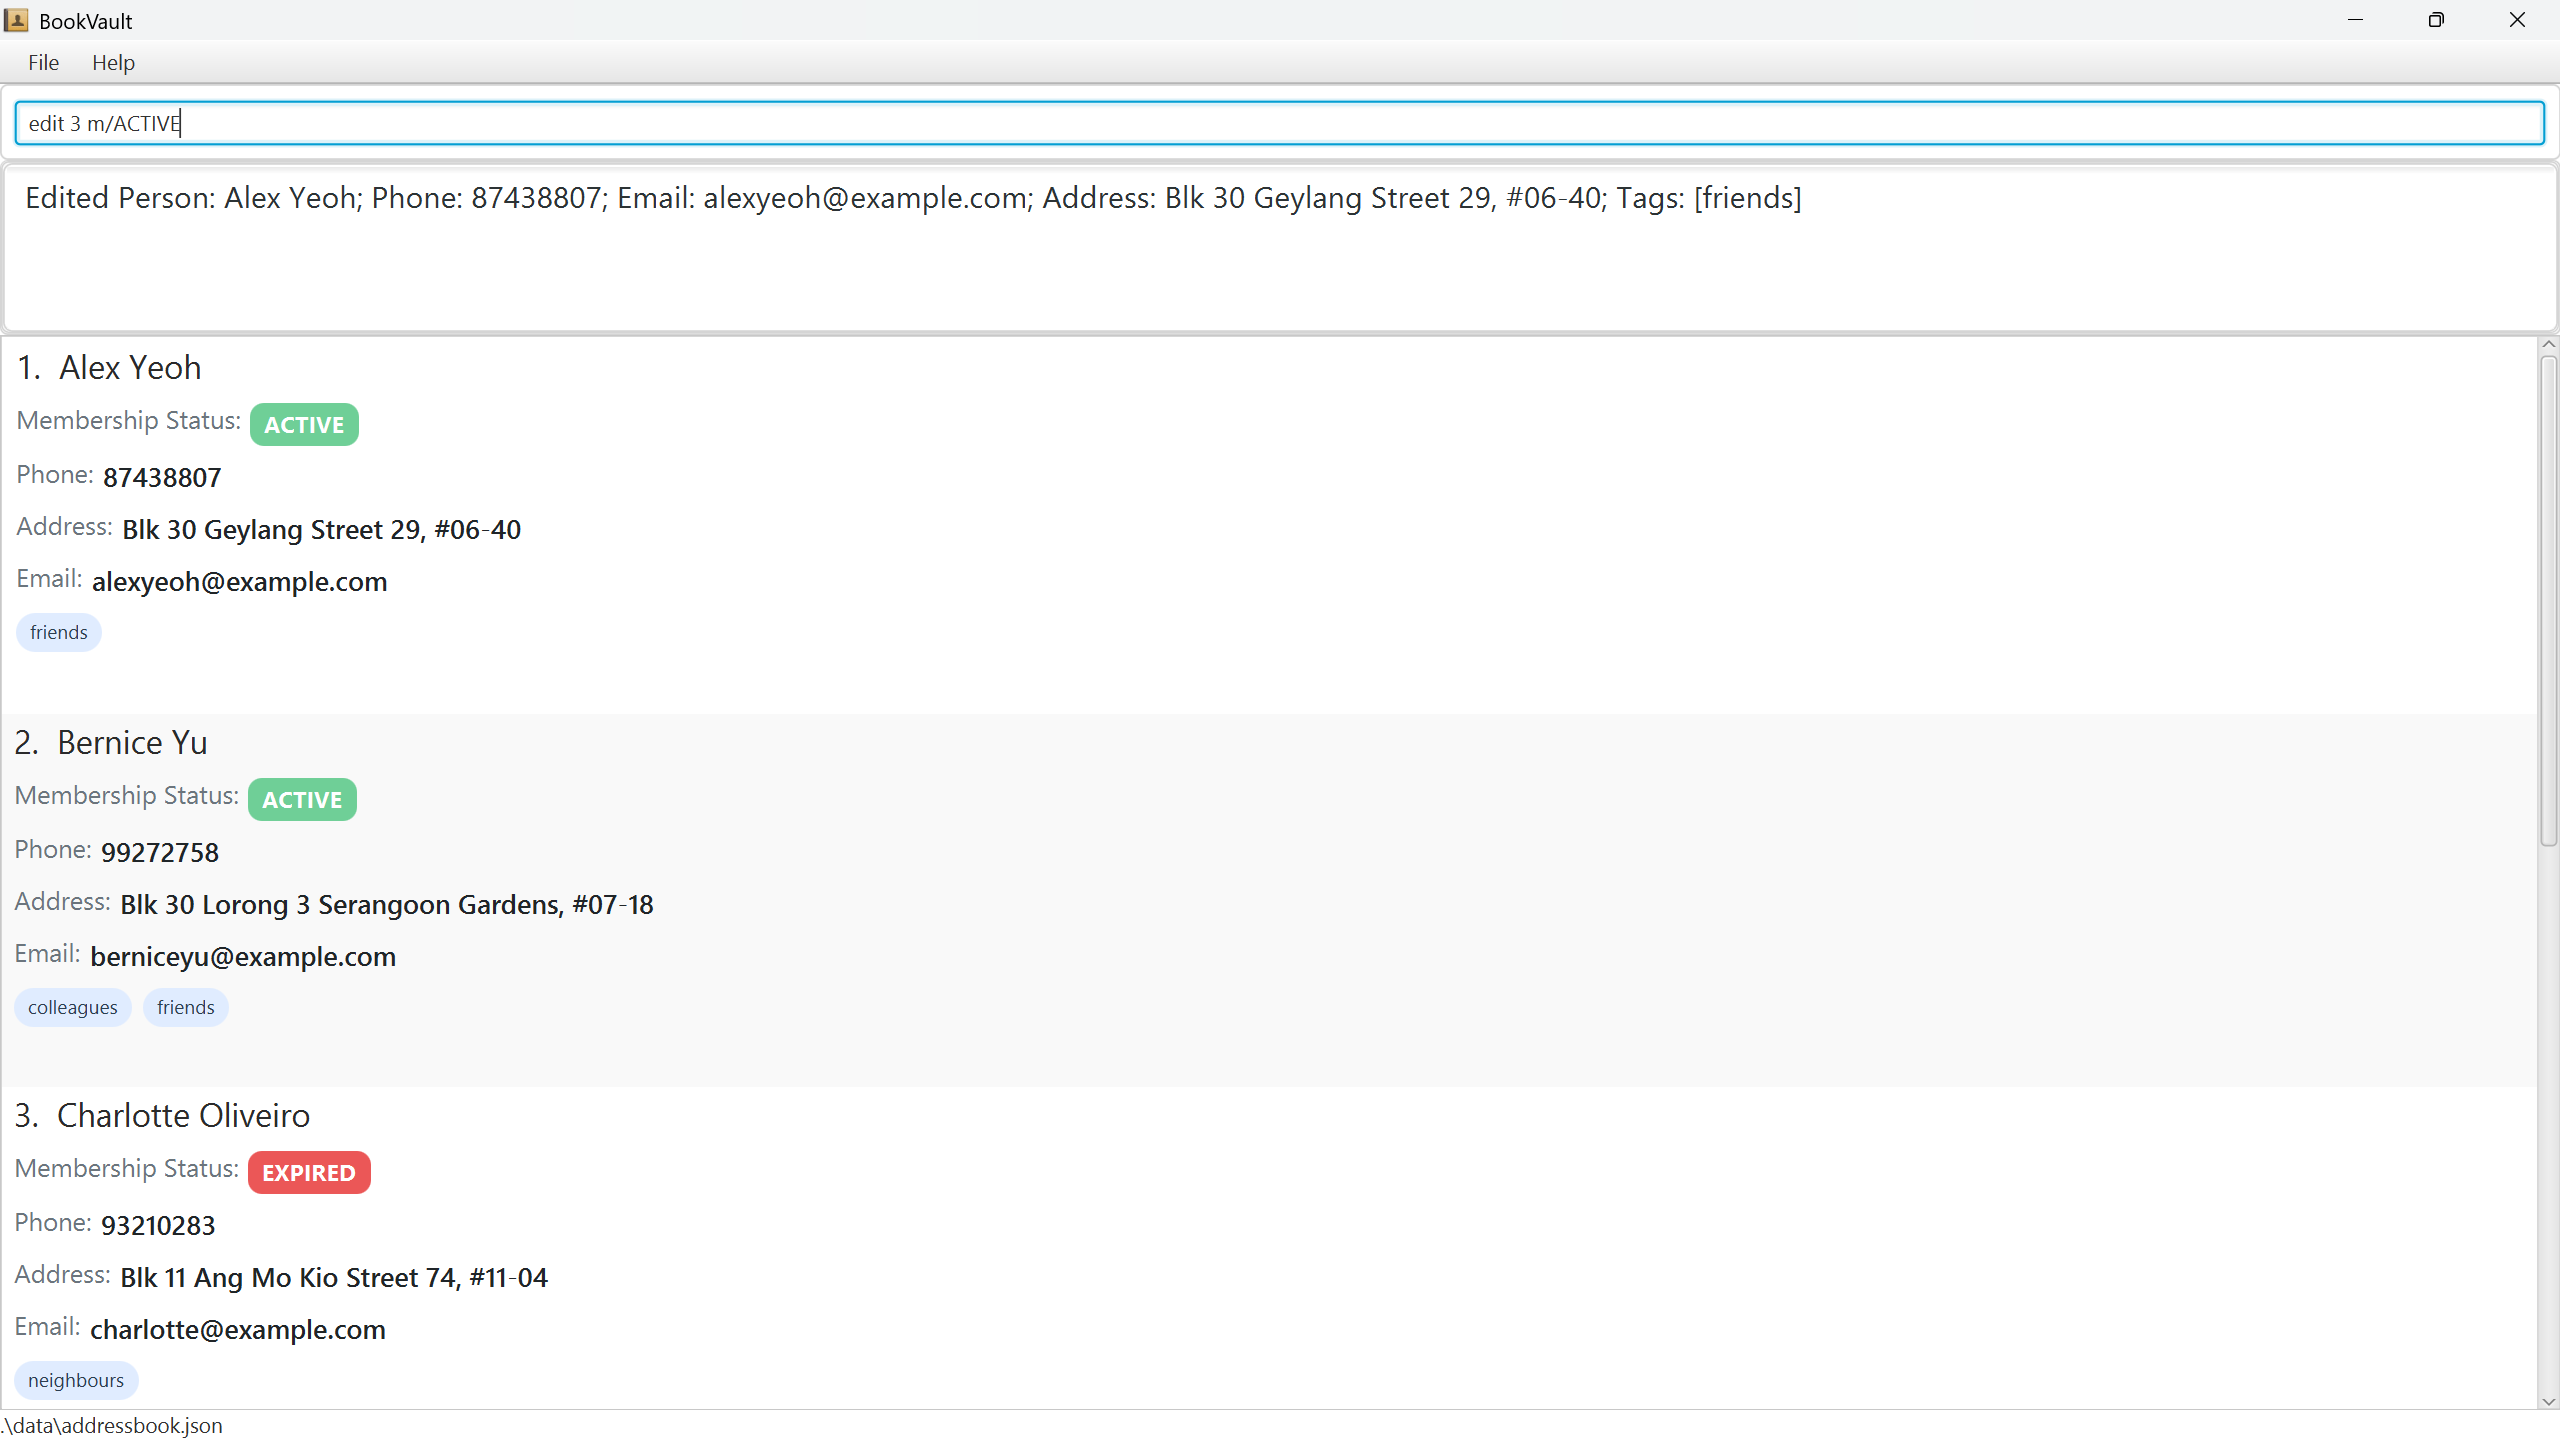 BookVault
File Help
edit 3 m/ACTIVE
Edited Person: Alex Yeoh; Phone: 87438807; Email: alexyeoh@example.com; Address: Blk 30 Geylang Street 29, #06-40; Tags: [friends]
1. Alex Yeoh
Membership Status: ACTIVE
Phone: 87438807
Address: Blk 30 Geylang Street 29, #06-40
Email: alexyeoh@example.com
friends
2. Bernice Yu
Membership Status: ACTIVE
Phone: 99272758
Address: Blk 30 Lorong 3 Serangoon Gardens, #07-18
Email: berniceyu@example.com
colleagues friends
3. Charlotte Oliveiro
Membership Status: EXPIRED
Phone: 93210283
Address: Blk 11 Ang Mo Kio Street 74, #11-04
Email: charlotte@example.com
neighbours
.\data\addressbook.json